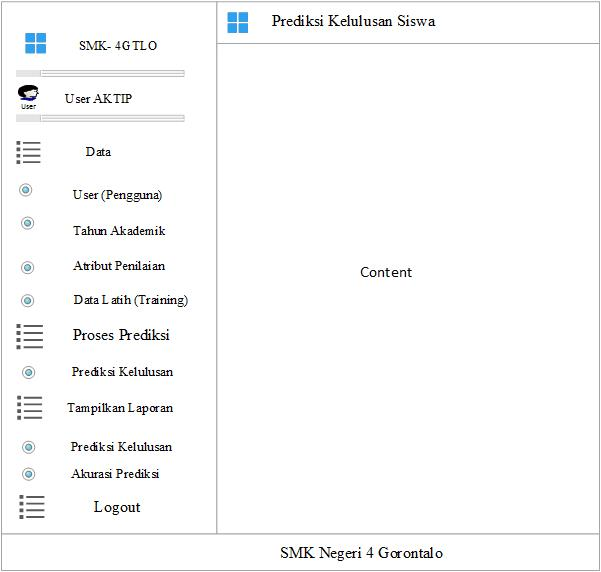 SMK- 4GTLO
Prediksi Kelulusan Siswa
User
User AKTIP
Data
User (Pengguna)
Tahun Akademik
Atribut Penilaian
Data Latih (Training)
Proses Prediksi
Prediksi Kelulusan
Tampilkan Laporan
Prediksi Kelulusan
Akurasi Prediksi
Logout
Content
SMK Negeri 4 Gorontalo